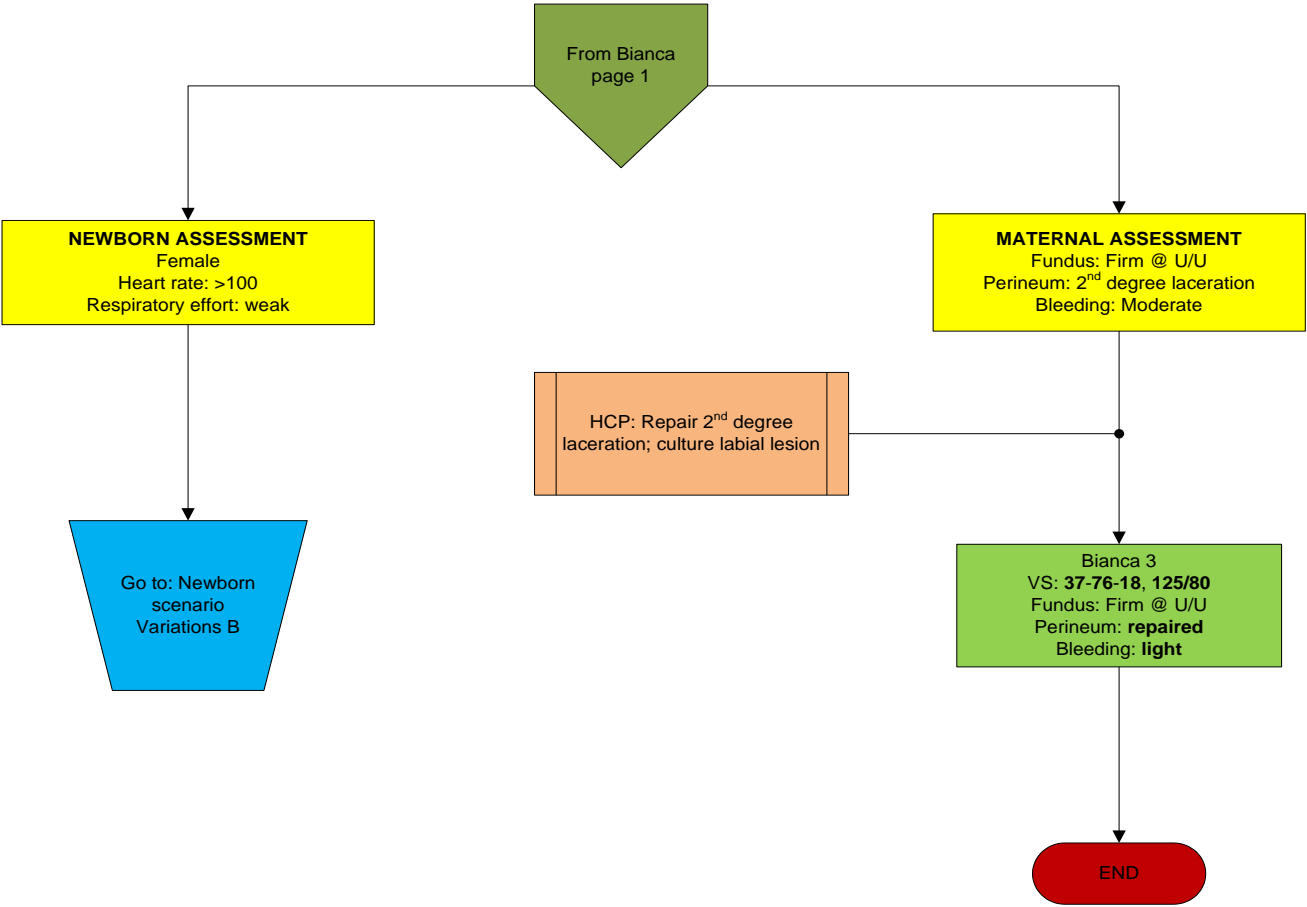 From Bianca
page 1
NEWBORN ASSESSMENT
Female
Heart rate: >100
Respiratory effort: weak
MATERNAL ASSESSMENT
Fundus: Firm @ U/U
Perineum: 2nd degree laceration
Bleeding: Moderate
HCP: Repair 2nd degree
laceration; culture labial lesion
Go to: Newborn
scenario
Variations B
Bianca 3
VS: 37-76-18, 125/80
Fundus: Firm @ U/U
Perineum: repaired
Bleeding: light
END